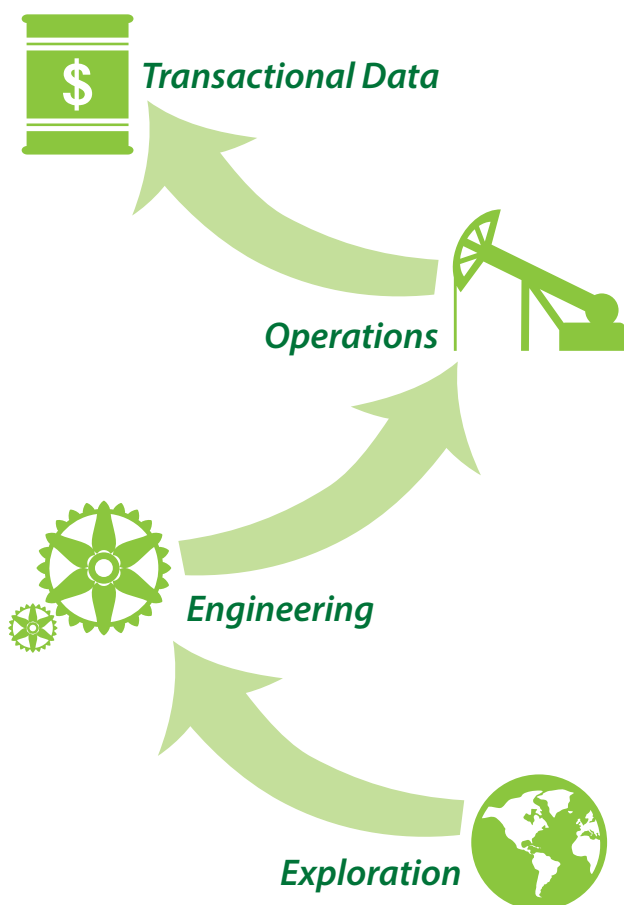 $
Transactional Data
Operations
Engineering
Exploration